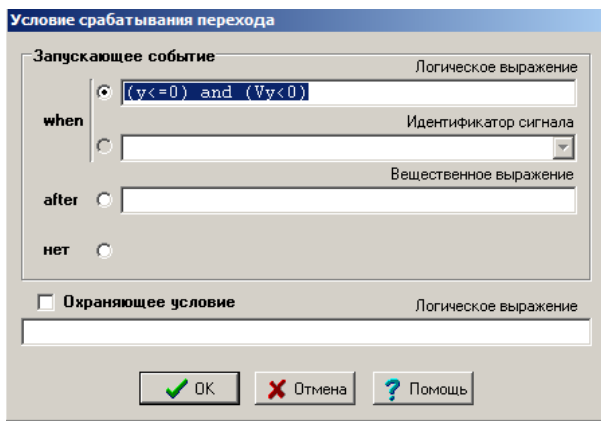 Условие срабатывания перехода
Запускающее событие
Логическое выражение
(y<=0) and (Vy<0)
when
Идентификатор сигнала
Вещественное выражение
after
нет
Охраняющее условие
Логическое выражение
OK
Отмена
? Помощь